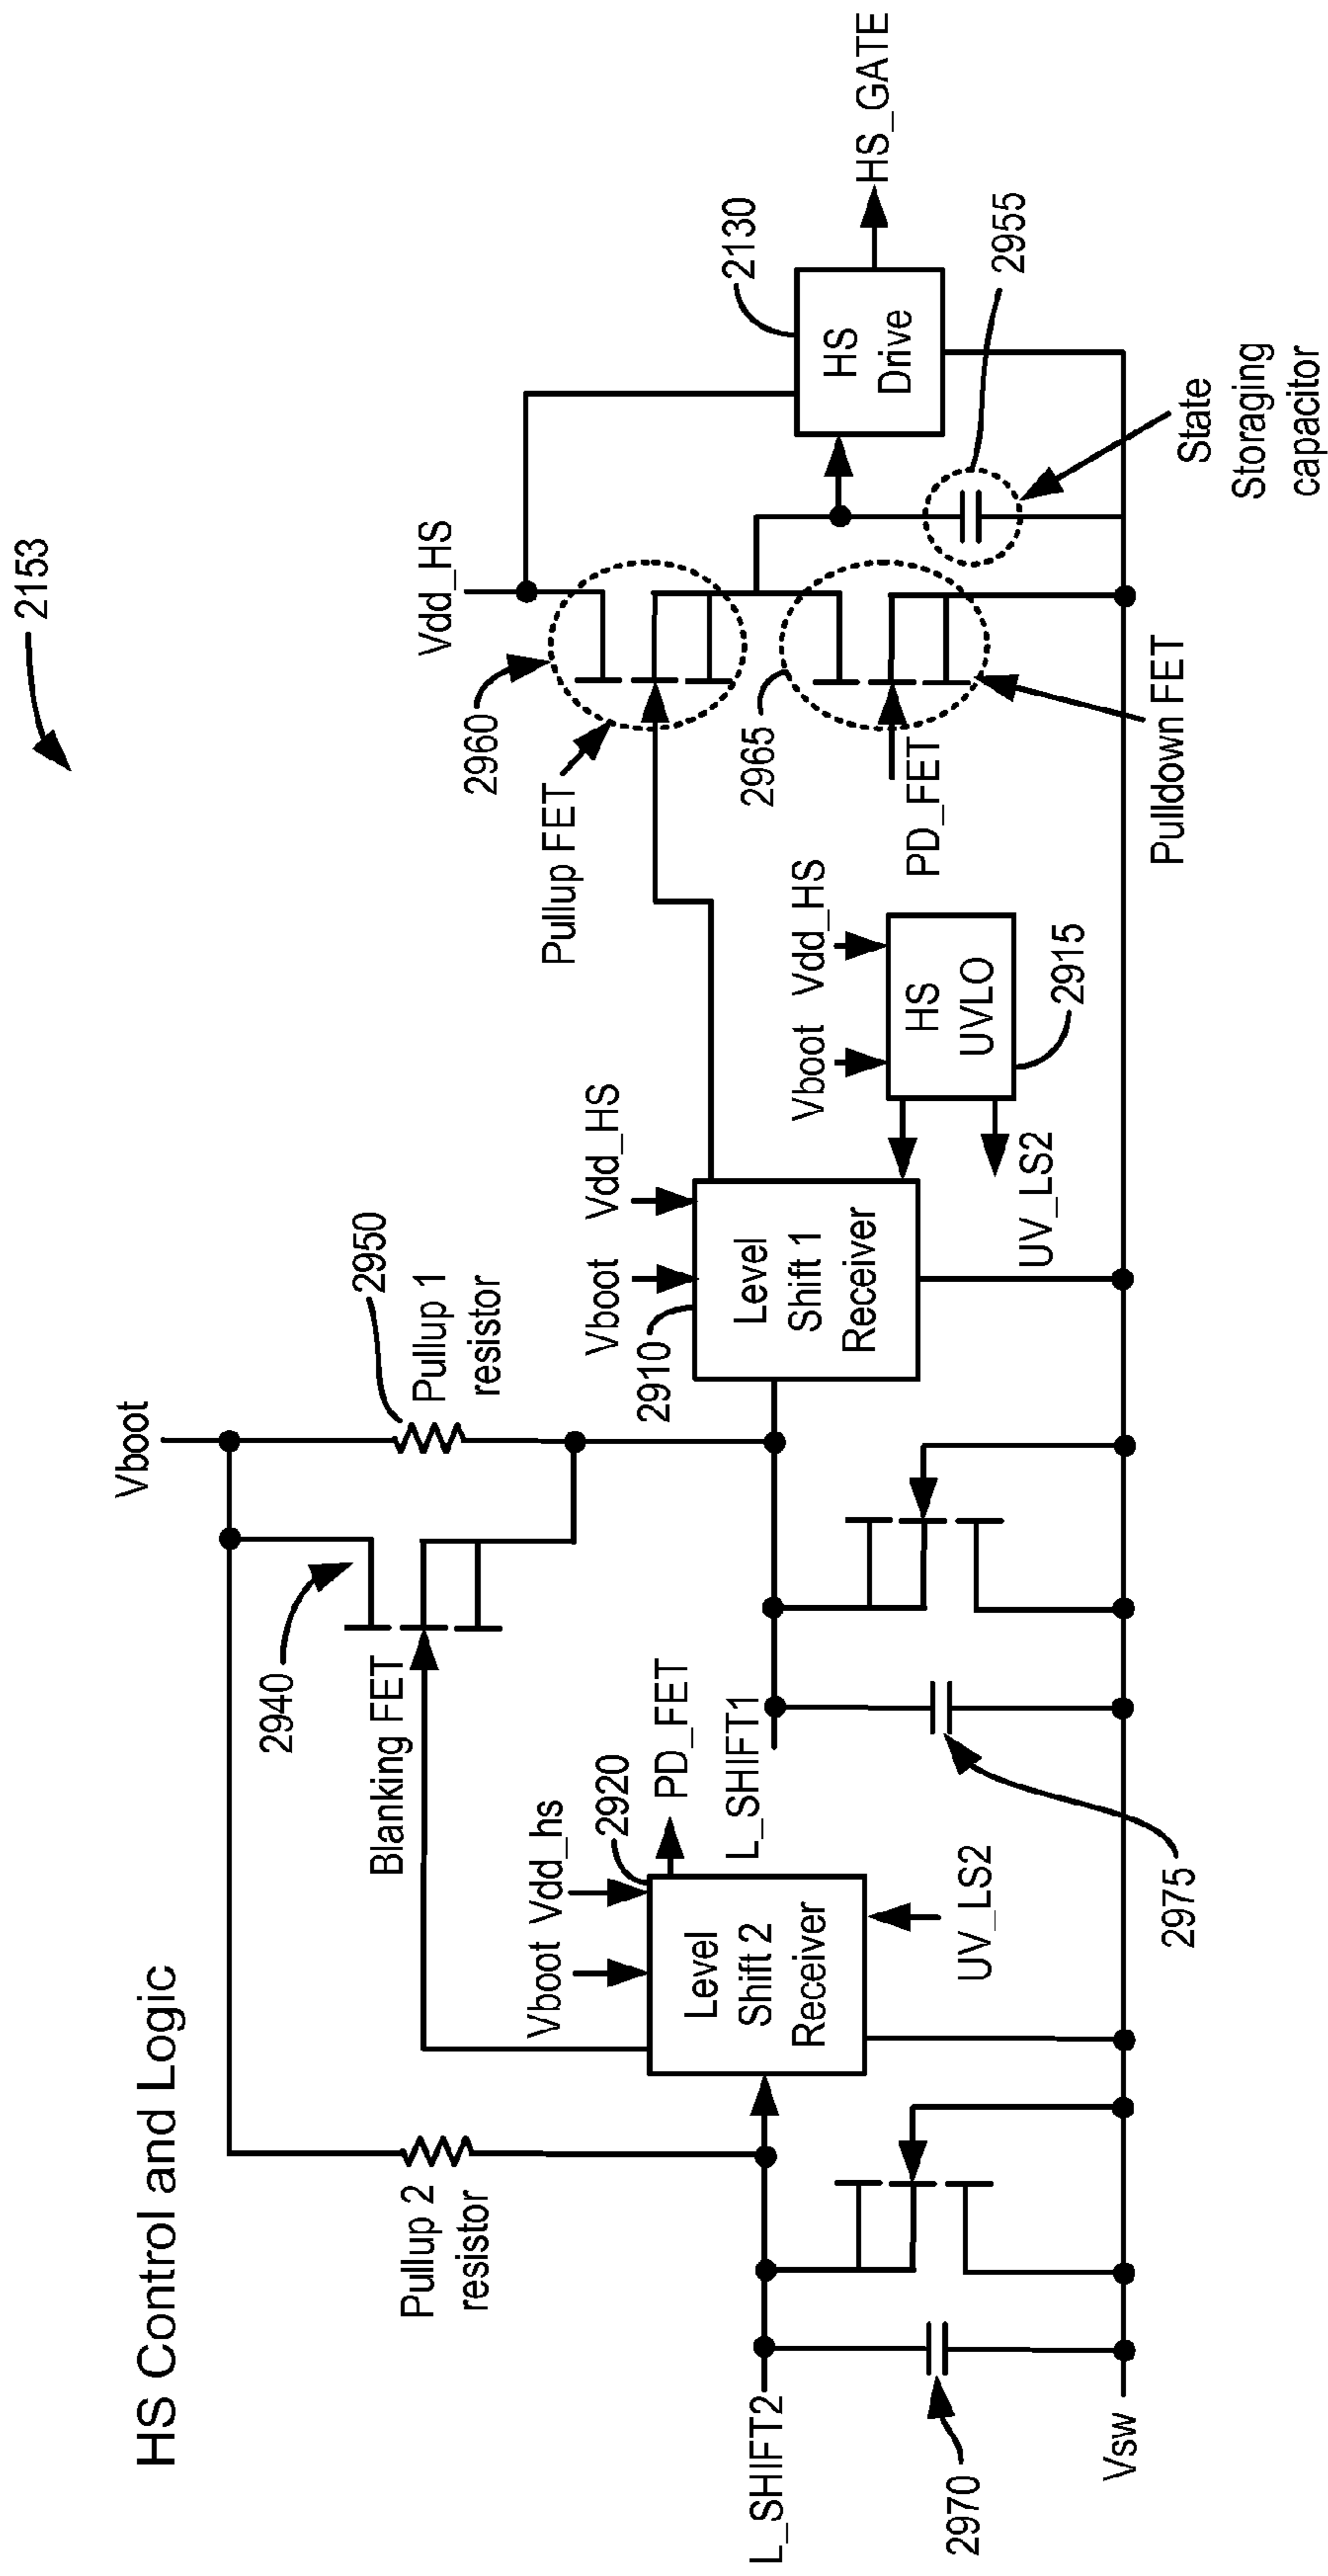 HS Control and Logic
2153
Vboot
Pullup 2
resistor
2940
Blanking FET
2950
Pullup 1
resistor
Vdd_HS
2960
Pullup FET
Vboot
Vdd_hs
2920
PD_FET
Level
Shift 2
Receiver
UV_LS2
L_SHIFT2
2970
L_SHIFT1
2975
Vboot
Vdd_HS
2910
Level
Shift 1
Receiver
Vboot
Vdd_HS
HS
UVLO
2915
UV_LS2
2965
PD_FET
Pulldown FET
2130
HS
Drive
HS_GATE
2955
State
Storaging
capacitor
Vsw